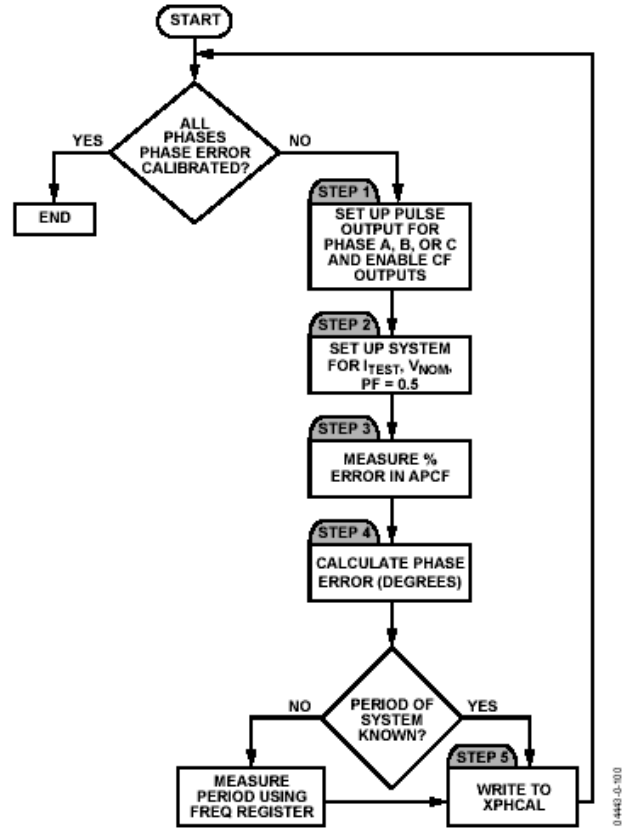 START
ALL
PHASES
PHASE ERROR
CALIBRATED?
YES
NO
END
STEP 1
SET UP PULSE
OUTPUT FOR
PHASE A, B, OR C
AND ENABLE CF
OUTPUTS
STEP 2
SET UP SYSTEM
FOR ITEST, VNOM,
PF = 0.5
STEP 3
MEASURE %
ERROR IN APCF
STEP 4
CALCULATE PHASE
ERROR (DEGREES)
PERIOD OF
SYSTEM
KNOWN?
NO
YES
MEASURE
PERIOD USING
FREQ REGISTER
STEP 5
WRITE TO
XPHCAL
04443-0-100